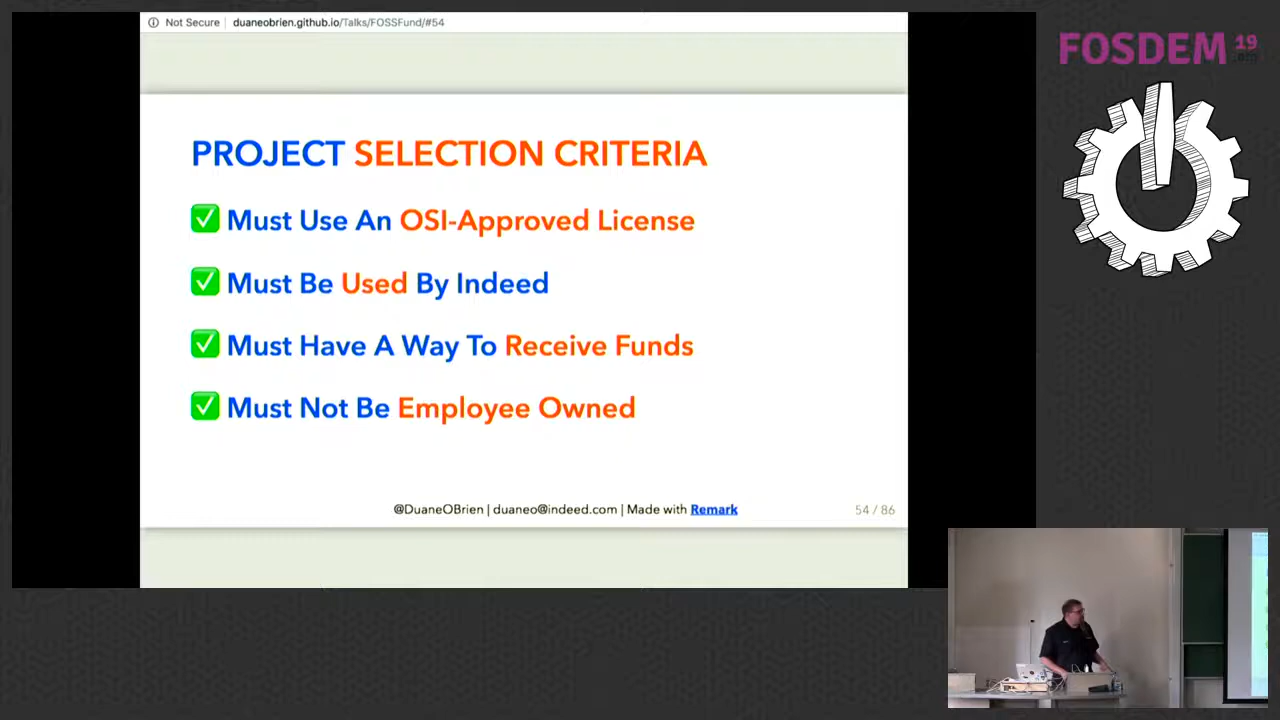 Not Secure | duaneobrien.github.io/Talks/FOSSFund/#54
FOSDEM 19
.org
PROJECT SELECTION CRITERIA
✅ Must Use An OSI-Approved License
✅ Must Be Used By Indeed
✅ Must Have A Way To Receive Funds
✅ Must Not Be Employee Owned
@DuaneOBrien | duaneo@indeed.com | Made with Remark
54 / 86